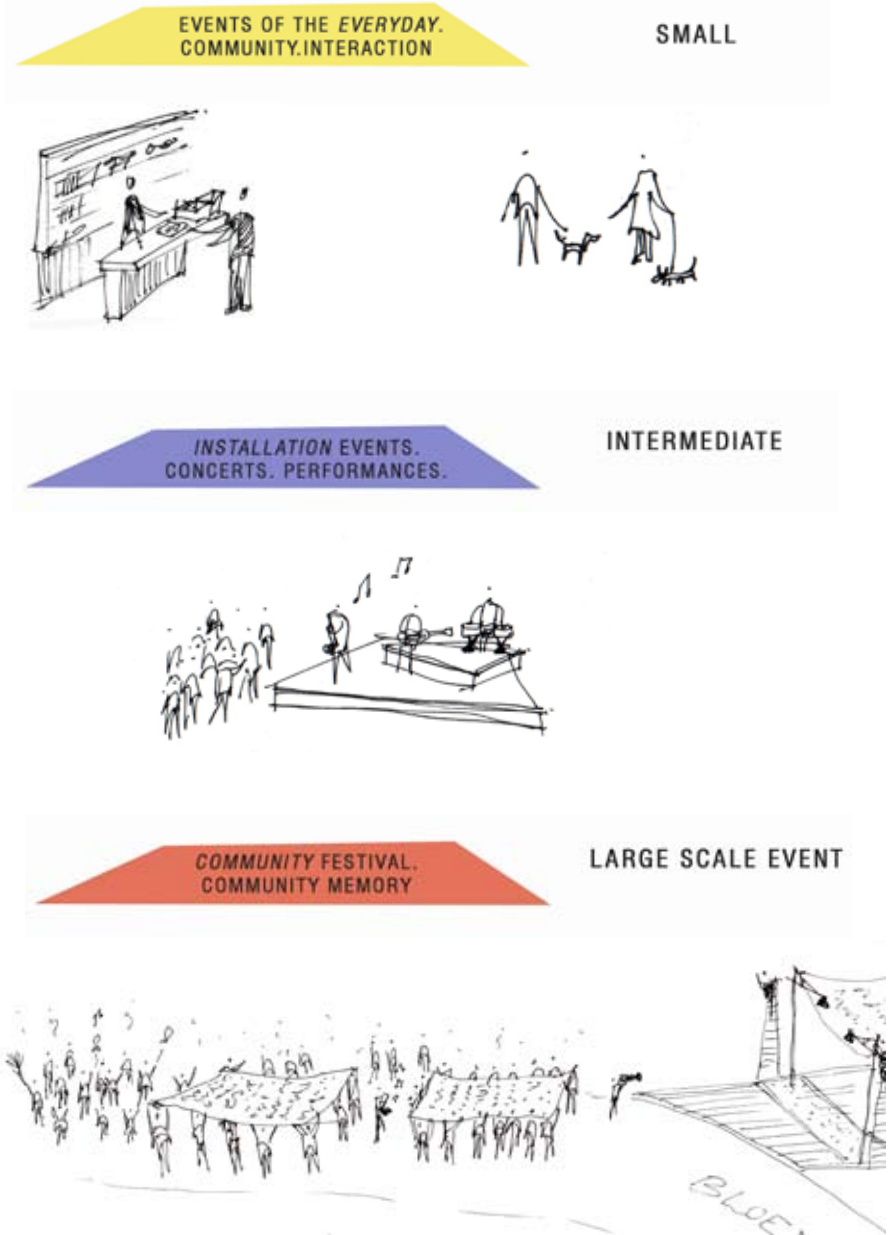 EVENTS OF THE EVERYDAY.
COMMUNITY.INTERACTION
SMALL
INSTALLATION EVENTS.
CONCERTS. PERFORMANCES.
INTERMEDIATE
COMMUNITY FESTIVAL.
COMMUNITY MEMORY
LARGE SCALE EVENT